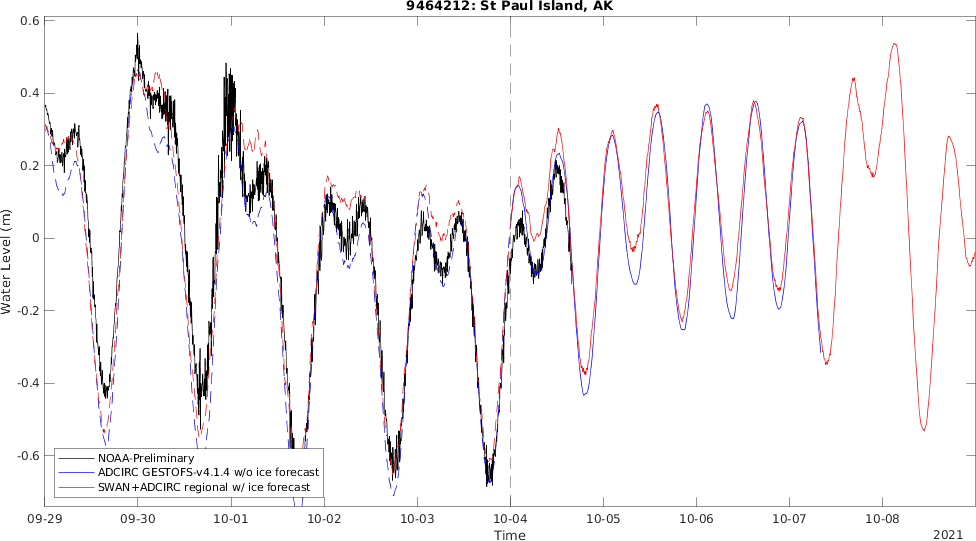 9464212: St Paul Island, AK
0.6
0.4
0.2
0
-0.2
-0.4
-0.6
Water Level (m)
NOAA-Preliminary
ADCIRC GESTOFS-v4.1.4 w/o ice forecast
SWAN+ADCIRC regional w/ ice forecast
09-29 09-30 10-01 10-02 10-03 10-04 10-05 10-06 10-07 10-08
Time
2021